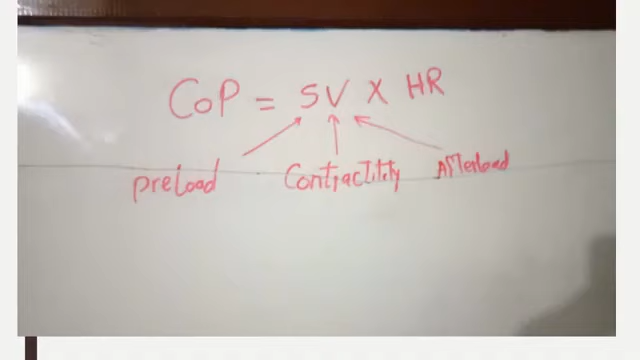 CoP = SV X HR
preload Contractility Afterload